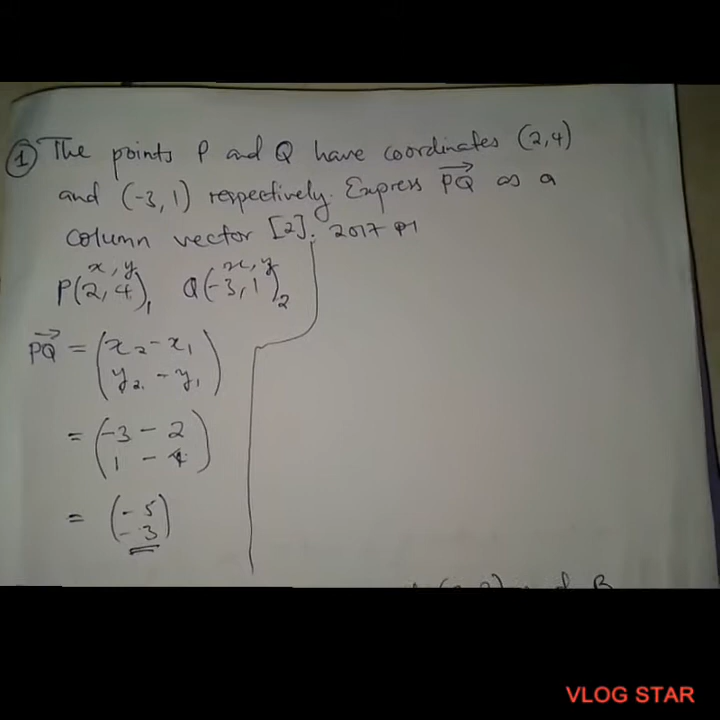 ① The points P and Q have coordinates (2,4)
and (-3,1) respectively. Express PQ as a
column vector [2]. 2017 P1
x, y x, y
P(2,4)1 Q(-3,1)2
PQ = (x2 - x1
y2 - y1)
= (-3 - 2
1 - 4)
= (-5
-3)
VLOG STAR